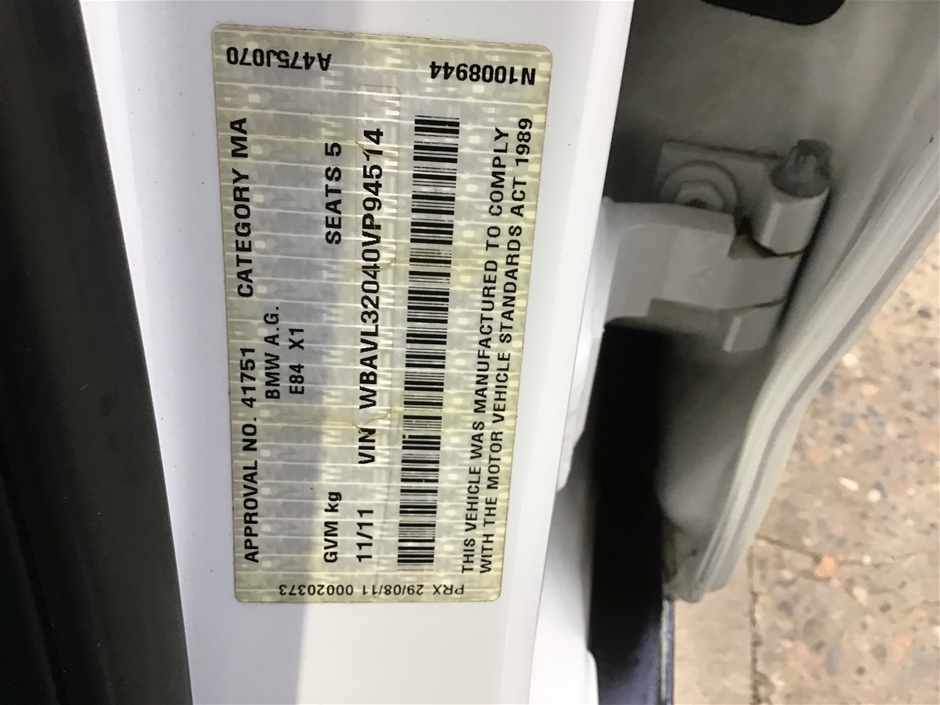 APPROVAL NO. 41751 CATEGORY MA
BMW A.G.
E84 X1
GVM kg SEATS 5
11/11 VIN WBAVL32040VP94514
THIS VEHICLE WAS MANUFACTURED TO COMPLY
WITH THE MOTOR VEHICLE STANDARDS ACT 1989
A475J070
N1008944
PRX 29/08/11 00020373